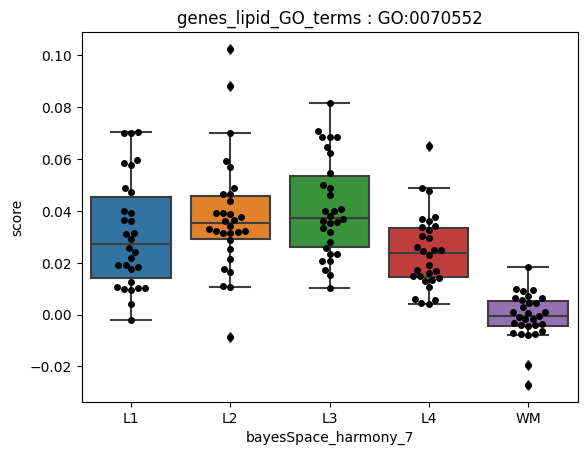 genes_lipid_GO_terms : GO:0070552
score
0.10
0.08
0.06
0.04
0.02
0.00
−0.02
L1 L2 L3 L4 WM
bayesSpace_harmony_7